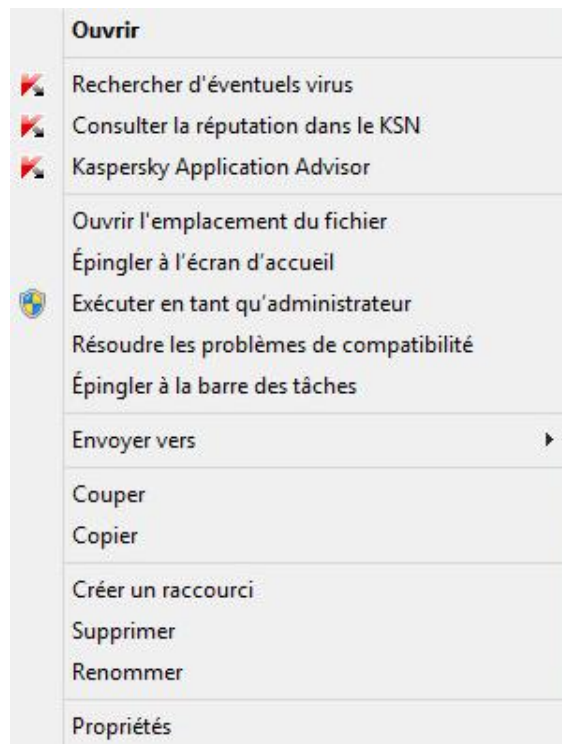 Ouvrir
Rechercher d'éventuels virus
Consulter la réputation dans le KSN
Kaspersky Application Advisor
Ouvrir l'emplacement du fichier
Épingler à l'écran d'accueil
Exécuter en tant qu'administrateur
Résoudre les problèmes de compatibilité
Épingler à la barre des tâches
Envoyer vers
Couper
Copier
Créer un raccourci
Supprimer
Renommer
Propriétés